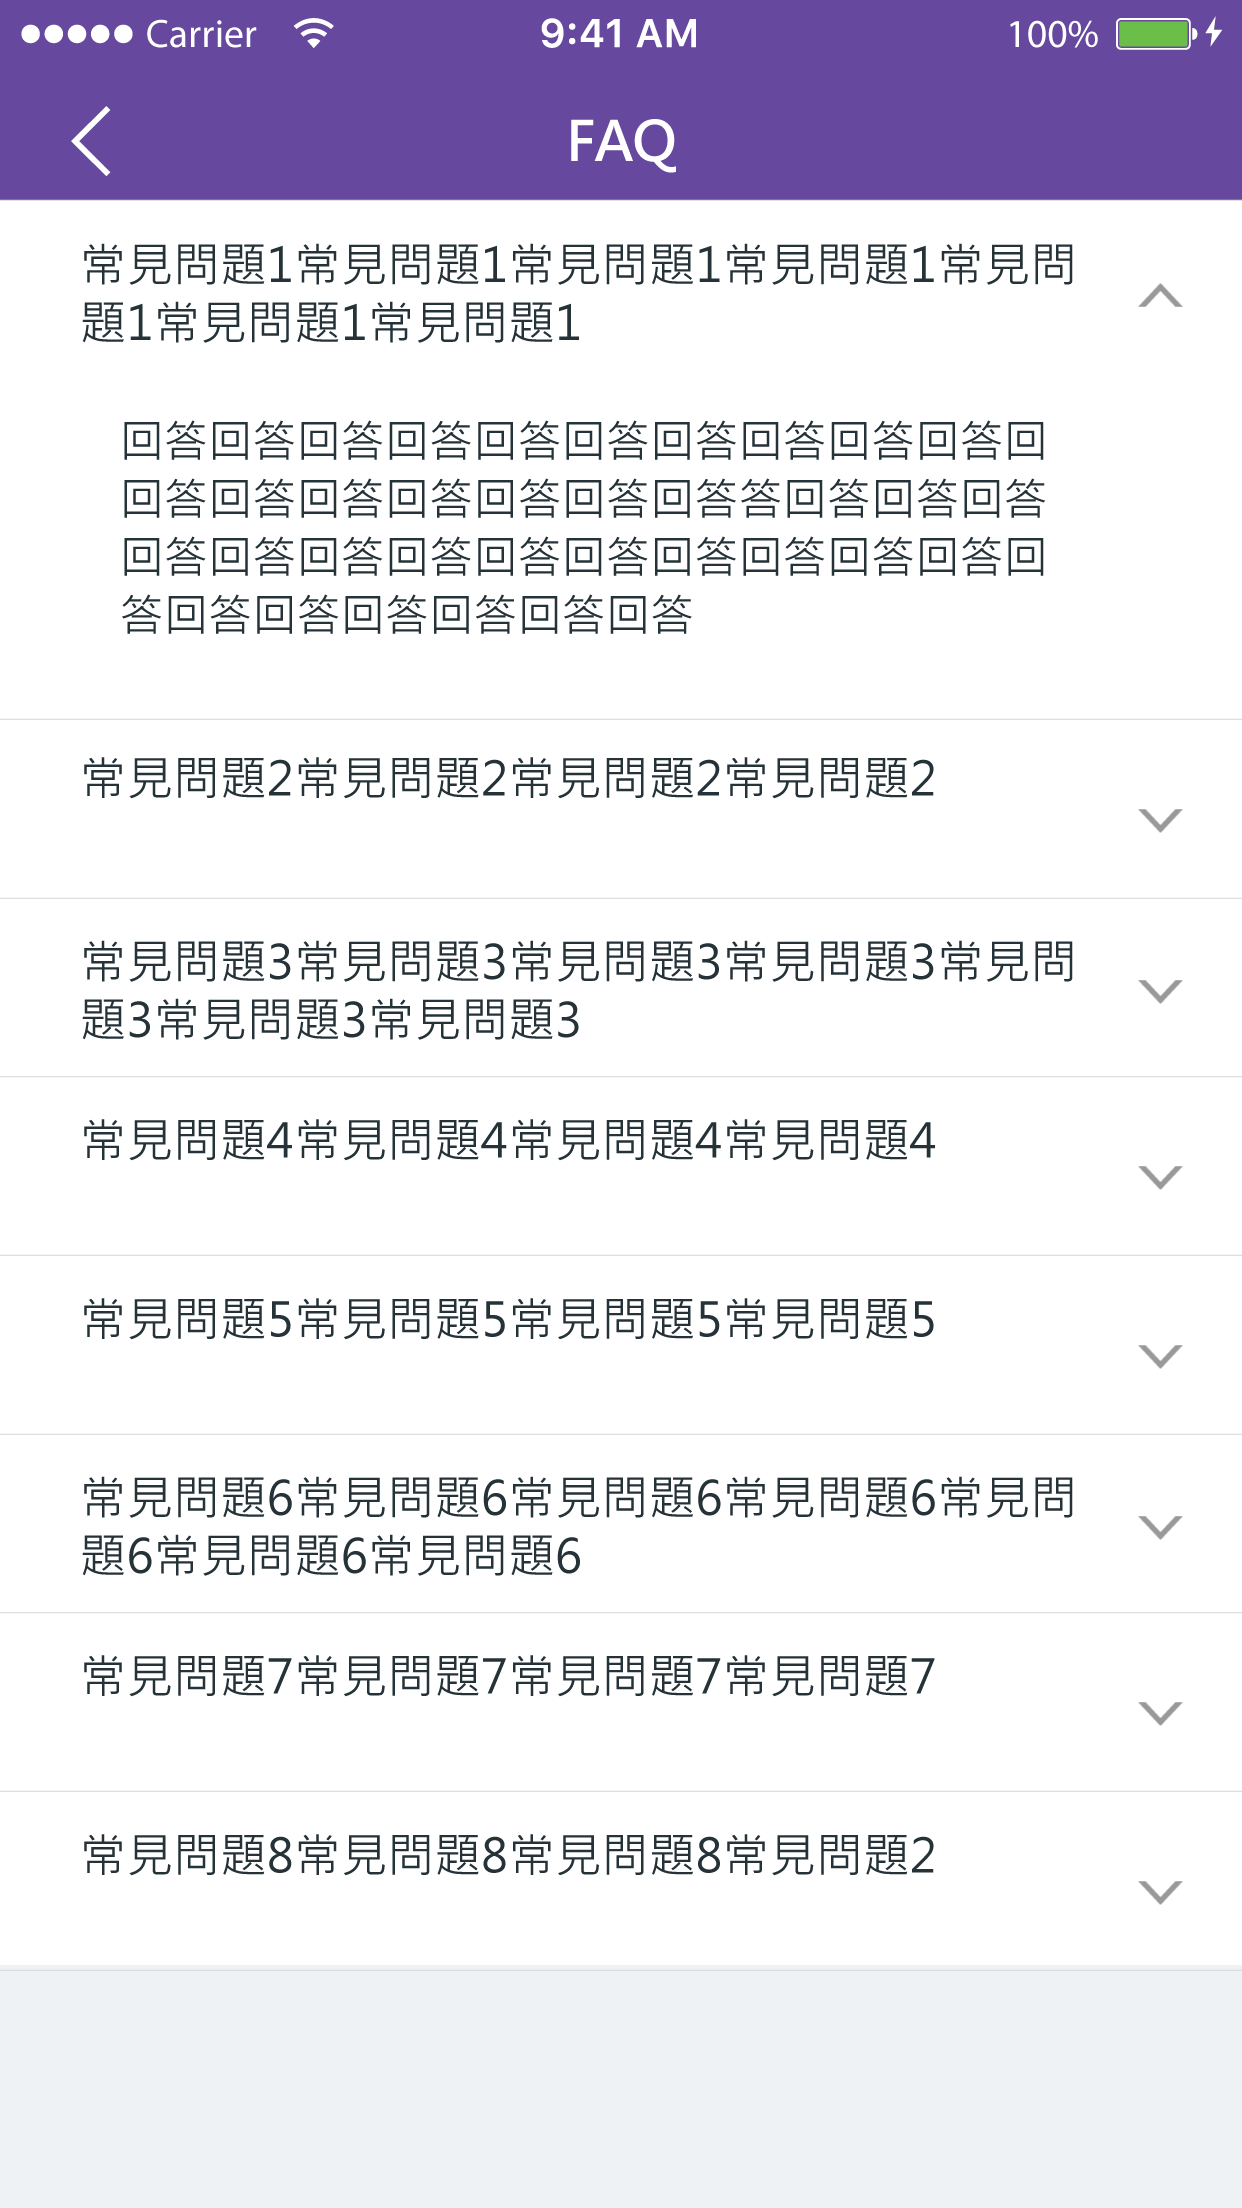 Carrier 9:41 AM 100%
FAQ
常見問題1常見問題1常見問題1常見問題1常見問
題1常見問題1常見問題1
回答回答回答回答回答回答回答回答回答回答回
回答回答回答回答回答回答回答答回答回答回答
回答回答回答回答回答回答回答回答回答回答回
答回答回答回答回答回答回答
常見問題2常見問題2常見問題2常見問題2
常見問題3常見問題3常見問題3常見問題3常見問
題3常見問題3常見問題3
常見問題4常見問題4常見問題4常見問題4
常見問題5常見問題5常見問題5常見問題5
常見問題6常見問題6常見問題6常見問題6常見問
題6常見問題6常見問題6
常見問題7常見問題7常見問題7常見問題7
常見問題8常見問題8常見問題8常見問題2